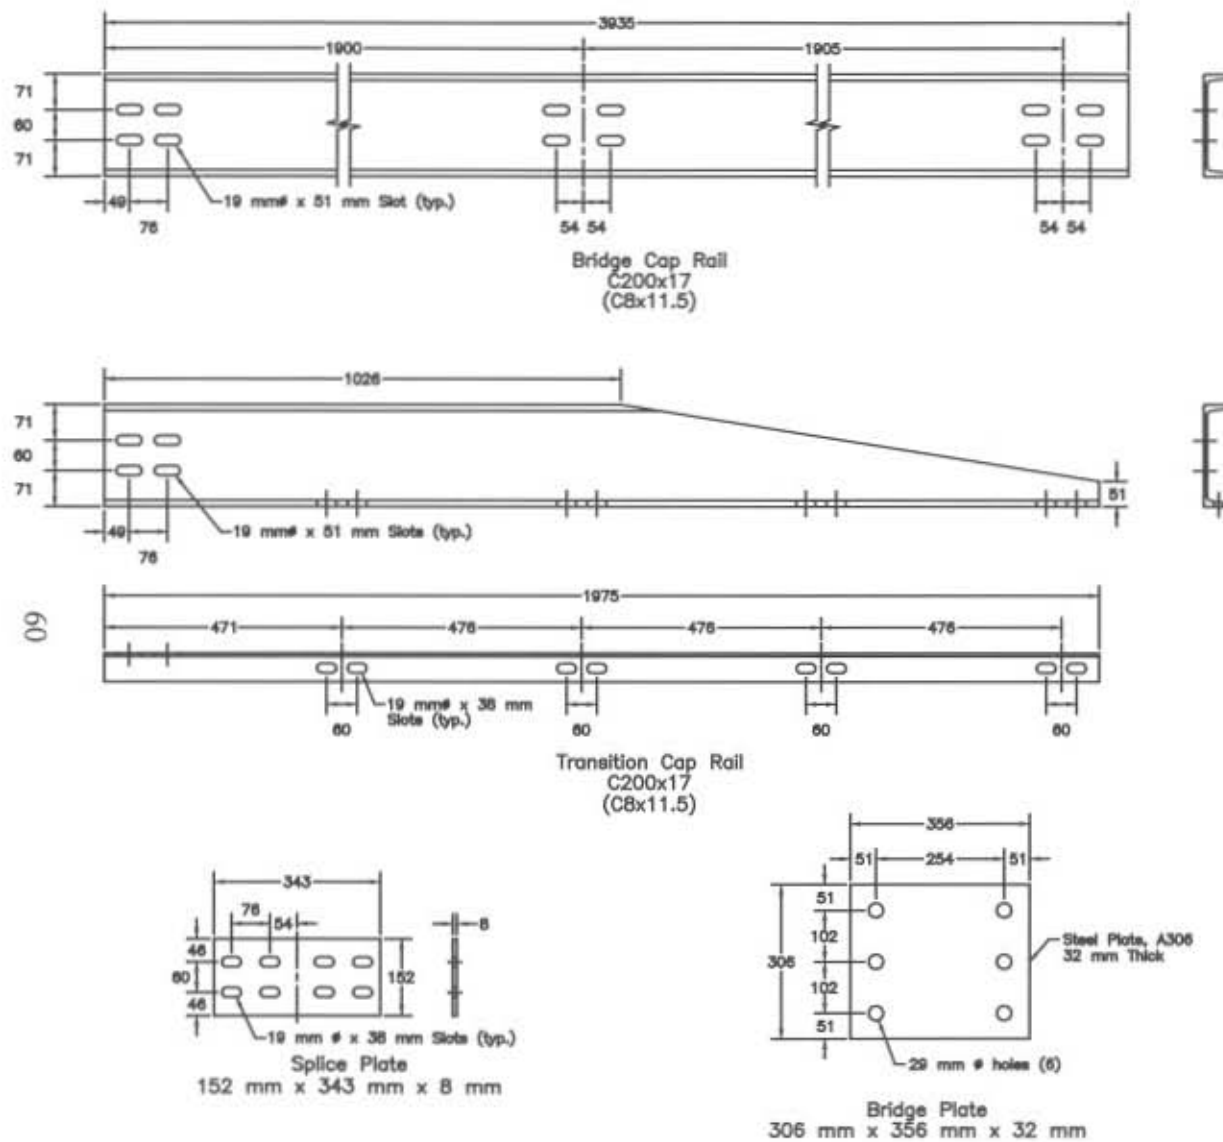 3935
1900
1905
71
60
71
49
76
19 mmø x 51 mm Slot (typ.)
54 54
54 54
Bridge Cap Rail
C200x17
(C8x11.5)
1026
71
60
71
51
49
76
19 mmø x 51 mm Slots (typ.)
60
1975
471
476
476
476
19 mmø x 38 mm
Slots (typ.)
60
60
60
60
Transition Cap Rail
C200x17
(C8x11.5)
343
76
54
46
60
46
152
8
19 mm ø x 38 mm Slots (typ.)
Splice Plate
152 mm x 343 mm x 8 mm
356
51
254
51
51
102
306
102
51
Steel Plate, A306
32 mm Thick
29 mm ø holes (6)
Bridge Plate
306 mm x 356 mm x 32 mm